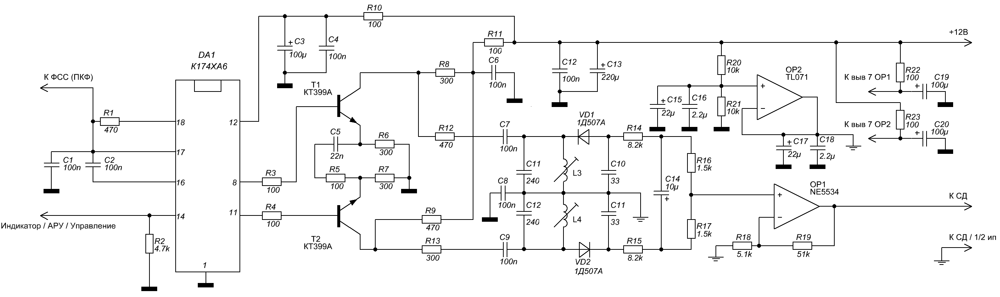 R10
100
+12В
R11
100
+ C3
100µ
C4
100n
DA1
К174ХА6
C6
100n
R8
300
C12
100n
+ C13
220µ
R20
10k
OP2
TL071
R22
100
C19
100µ
+
К выв 7 OP1
К ФСС (ПКФ)
T1
КТ399А
+
−
+ C15
22µ
C16
2.2µ
R21
10k
R1
470
18
12
VD1
1Д507А
R23
100
C20
100µ
+
К выв 7 OP2
C5
22n
R6
300
R12
470
C7
100n
R14
8.2k
+ C17
22µ
C18
2.2µ
17
C1
100n
C2
100n
16
8
R3
100
R5
100
R7
300
C11
240
L3
C10
33
R16
1.5k
C14
10µ
+
C8
100n
OP1
NE5534
+
−
К СД
14
11
R4
100
R9
470
C12
240
L4
C11
33
R17
1.5k
Индикатор / АРУ / Управление
R2
4.7k
T2
КТ399А
R13
300
C9
100n
VD2
1Д507А
R15
8.2k
R18
5.1k
R19
51k
К СД / 1/2 ип
1